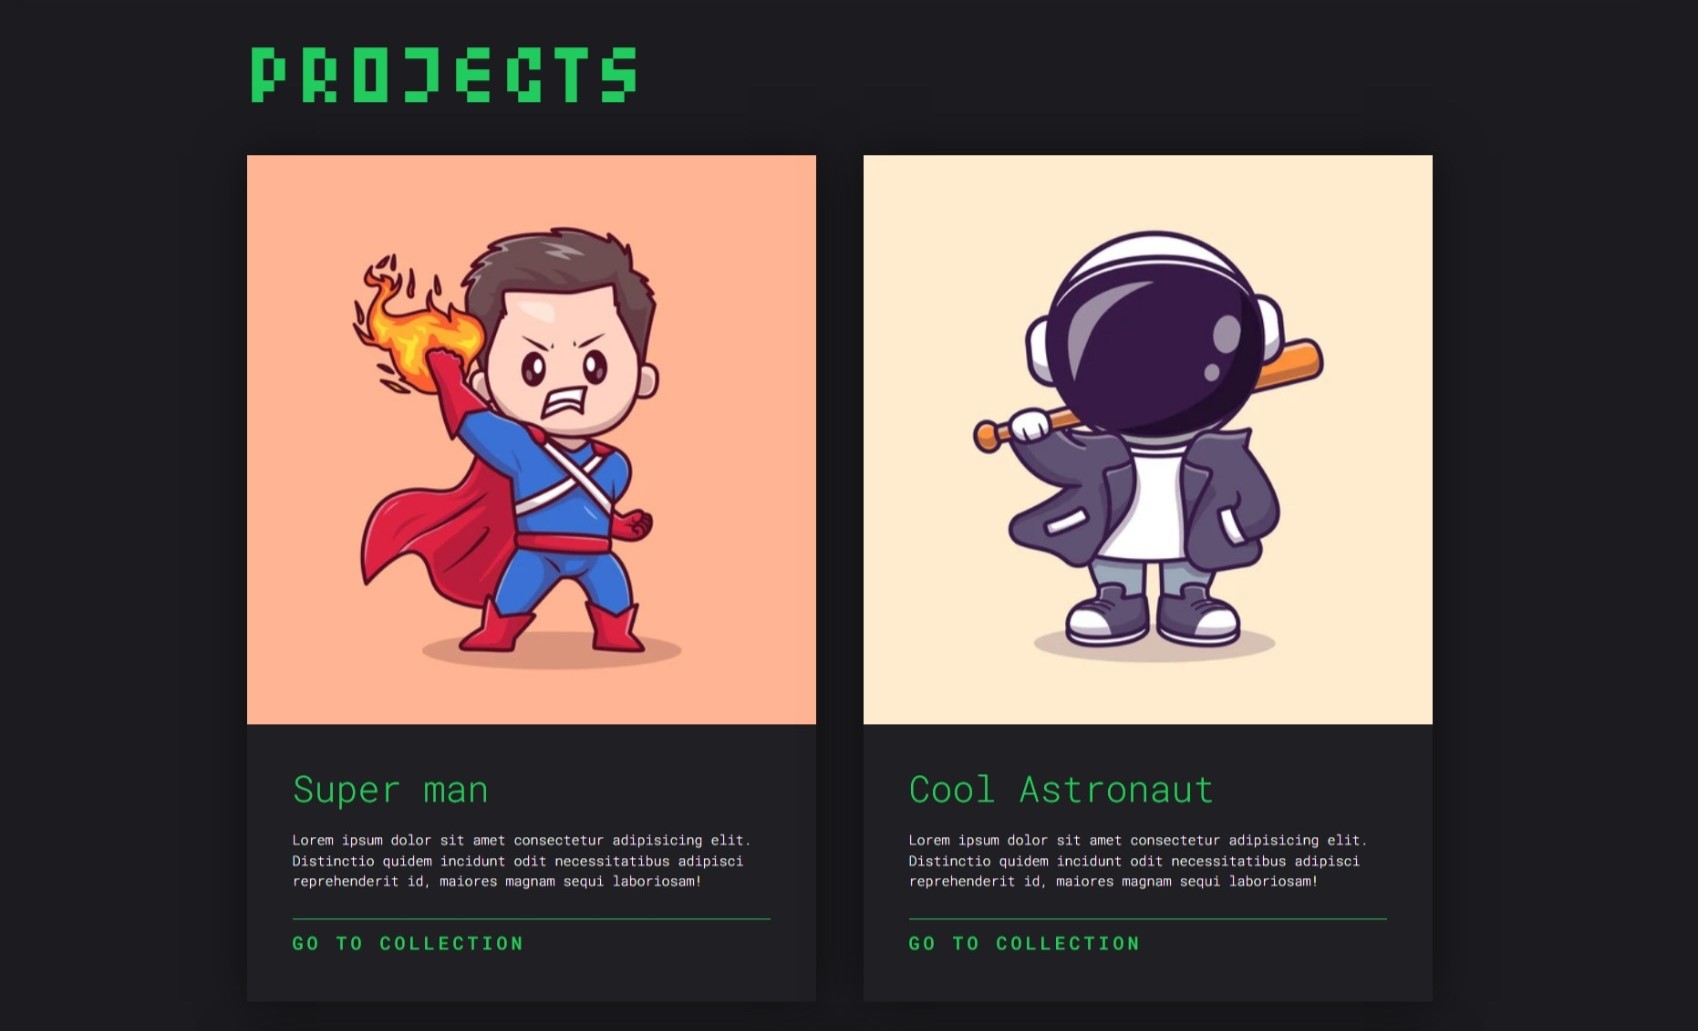 PROJECTS
Super man
Lorem ipsum dolor sit amet consectetur adipisicing elit.
Distinctio quidem incidunt odit necessitatibus adipisci
reprehenderit id, maiores magnam sequi laboriosam!
GO TO COLLECTION
Cool Astronaut
Lorem ipsum dolor sit amet consectetur adipisicing elit.
Distinctio quidem incidunt odit necessitatibus adipisci
reprehenderit id, maiores magnam sequi laboriosam!
GO TO COLLECTION